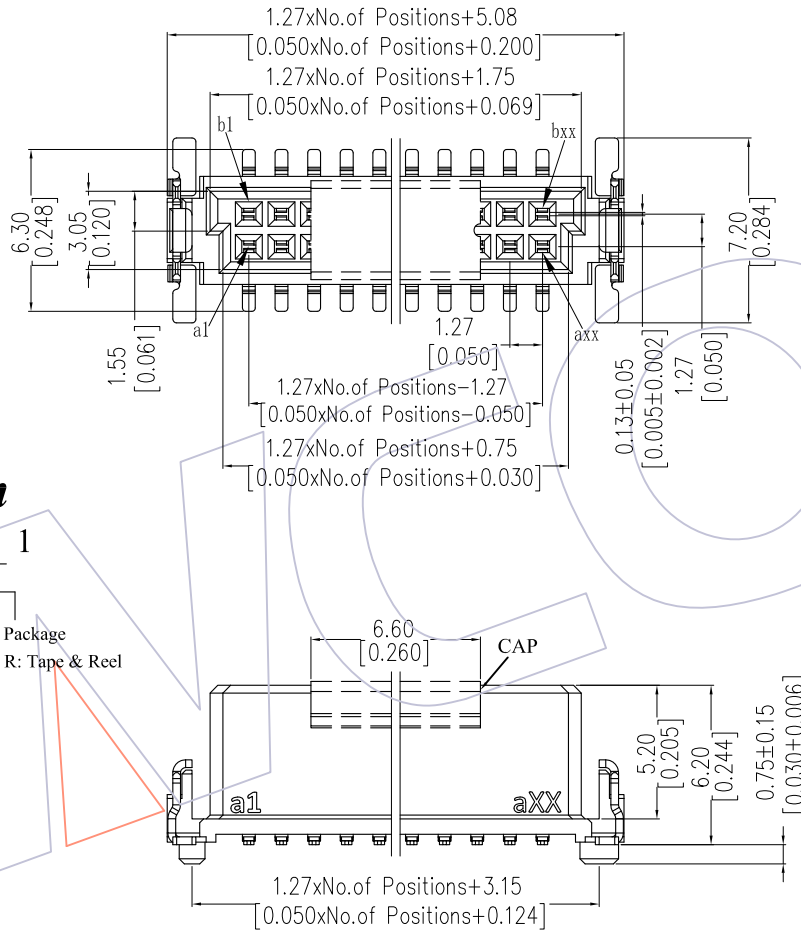 1.27xNo.of Positions+5.08
[0.050xNo.of Positions+0.200]
1.27xNo.of Positions+1.75
[0.050xNo.of Positions+0.069]
b1
bxx
6.30
[0.248]
3.05
[0.120]
1.55
[0.061]
a1
axx
7.20
[0.284]
1.27
[0.050]
0.13±0.05
[0.005±0.002]
1.27
[0.050]
1.27xNo.of Positions-1.27
[0.050xNo.of Positions-0.050]
1.27xNo.of Positions+0.75
[0.050xNo.of Positions+0.030]
1
Package
R: Tape & Reel
6.60
[0.260]
CAP
5.20
[0.205]
6.20
[0.244]
0.75±0.15
[0.030±0.006]
a1
aXX
1.27xNo.of Positions+3.15
[0.050xNo.of Positions+0.124]